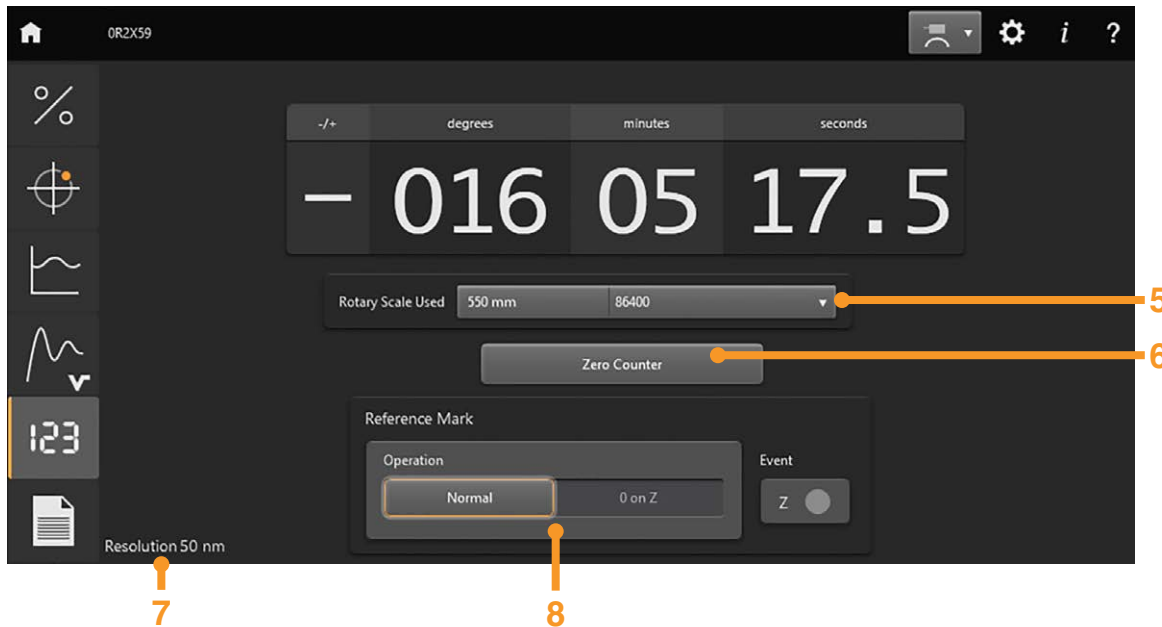 0R2X59
i ?
%
-/+ degrees minutes seconds
- 016 05 17.5
Rotary Scale Used 550 mm 86400
5
Zero Counter
6
Reference Mark
123
Operation Event
Normal 0 on Z Z
Resolution 50 nm
7 8